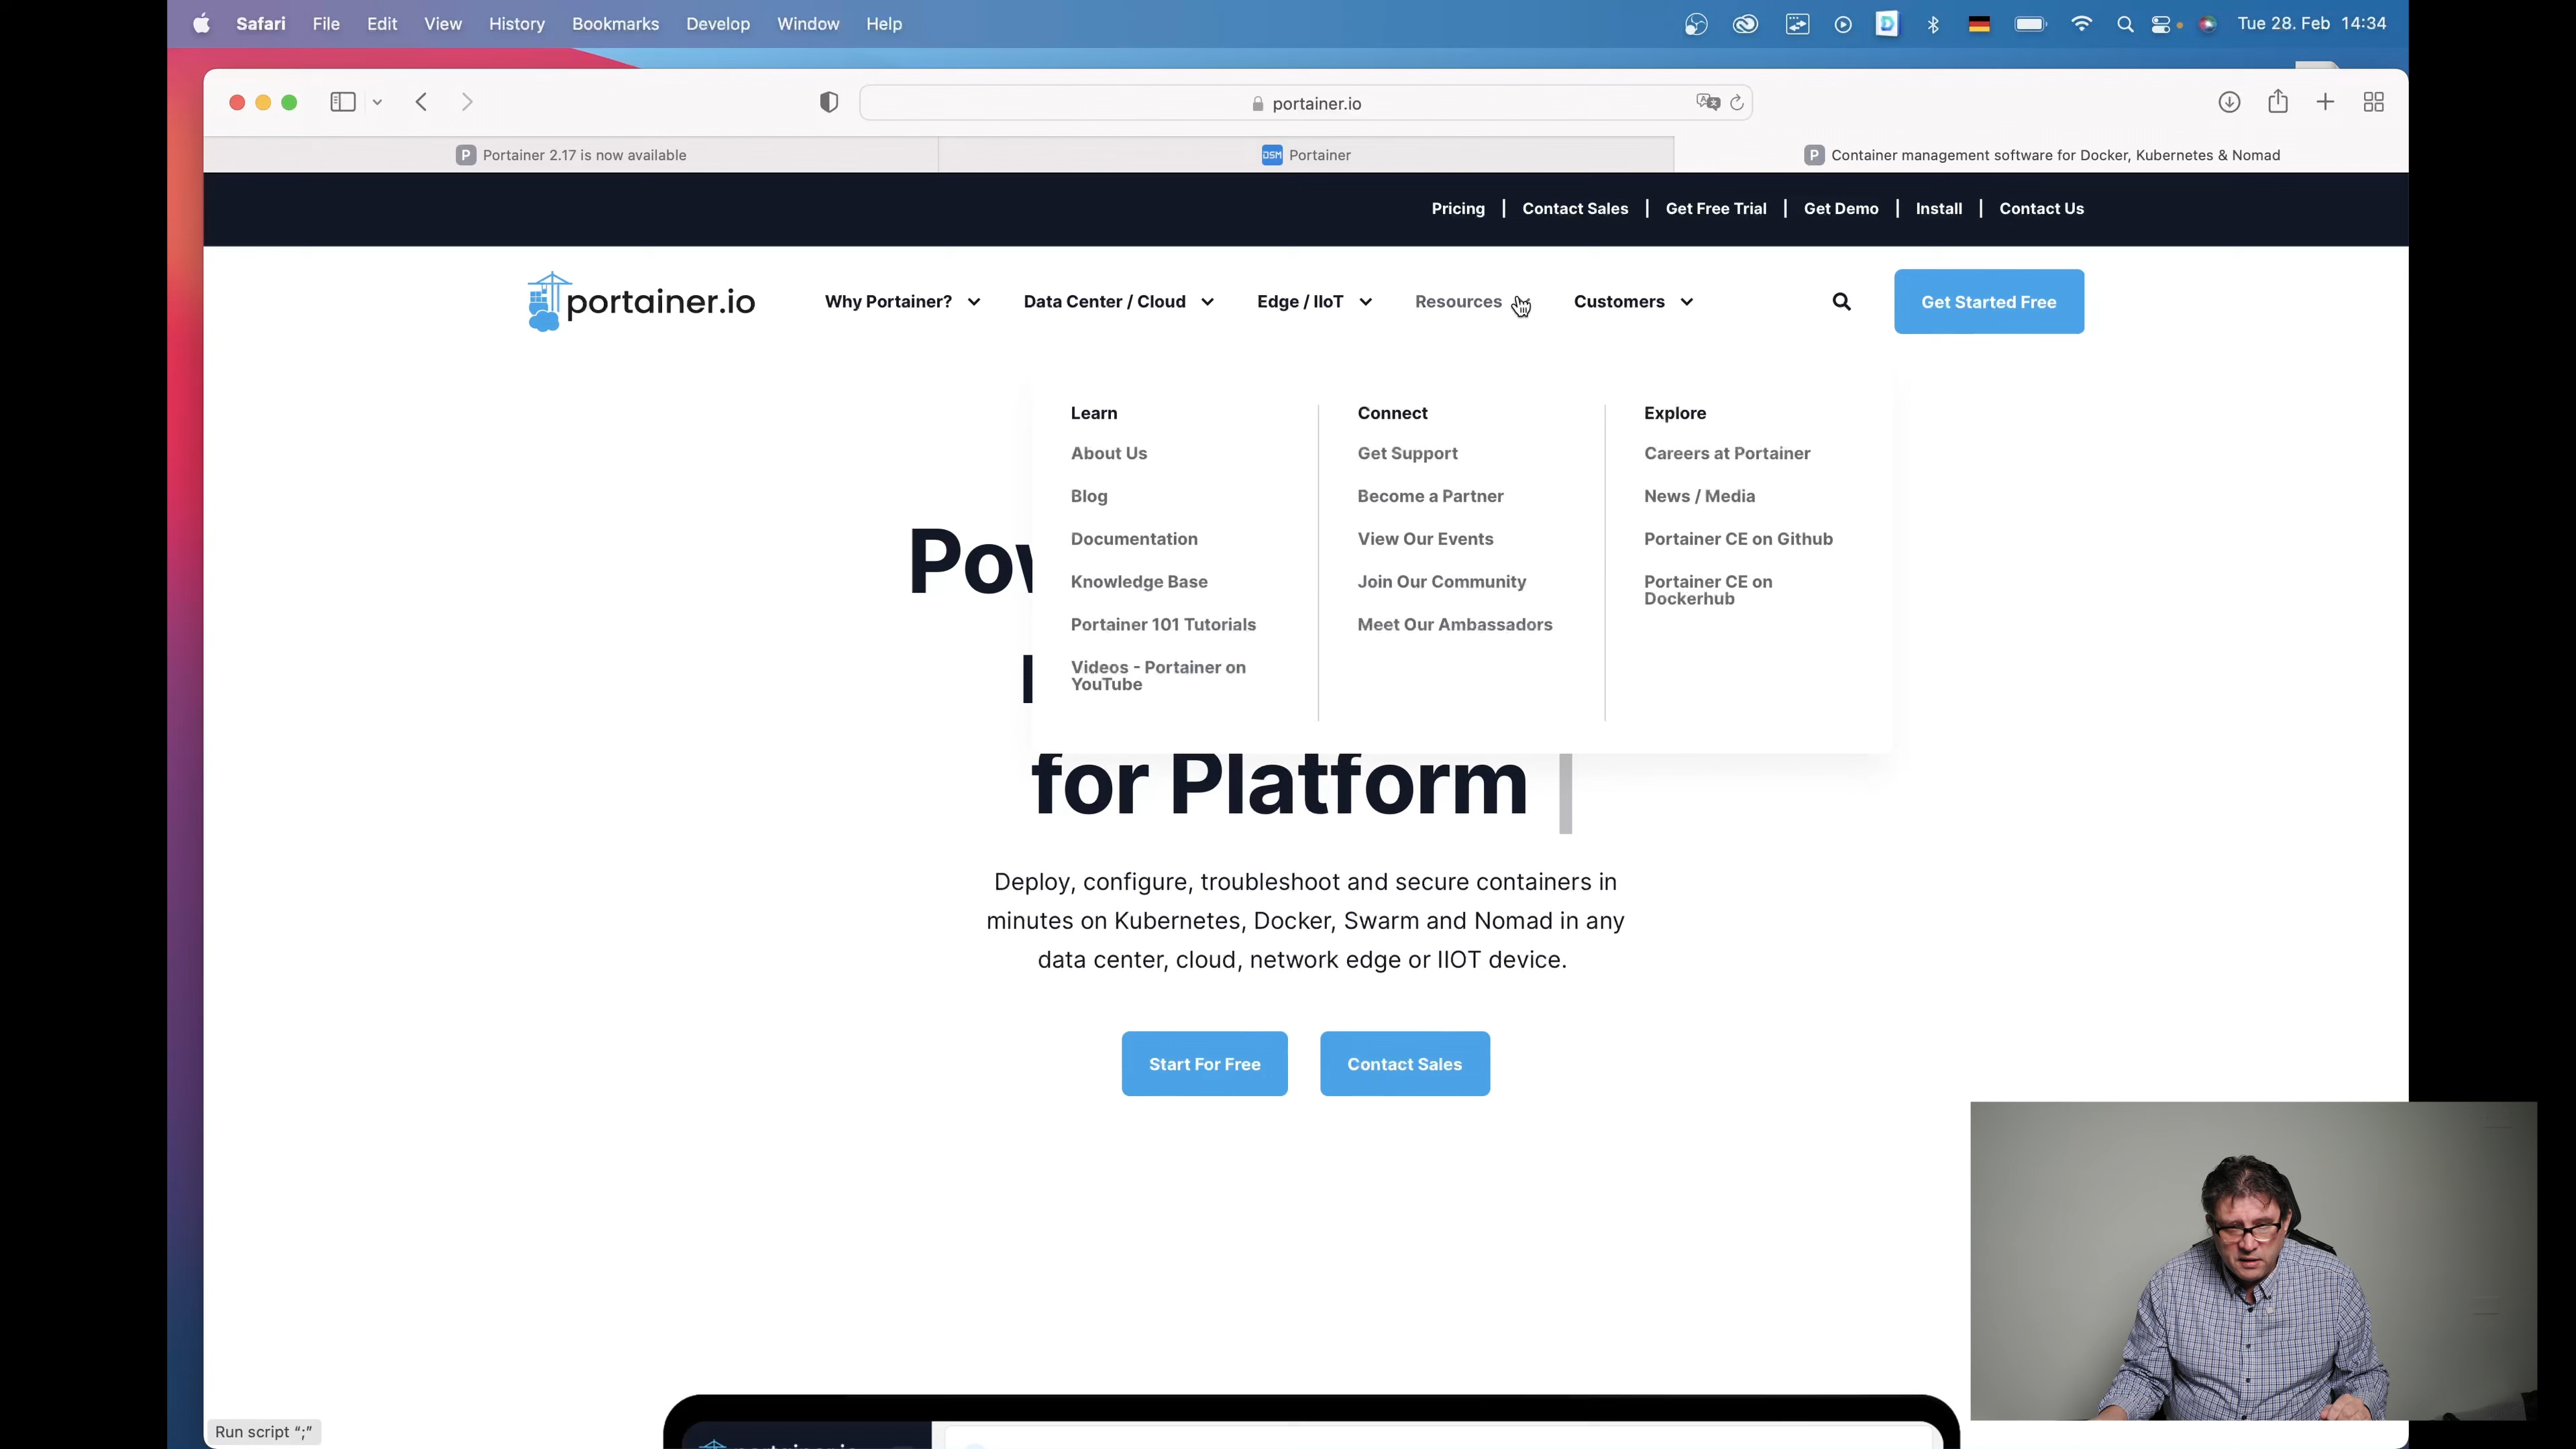 Safari File Edit View History Bookmarks Develop Window Help
Tue 28. Feb 14:34
portainer.io
Portainer 2.17 is now available
DSM Portainer
Container management software for Docker, Kubernetes & Nomad
Pricing | Contact Sales | Get Free Trial | Get Demo | Install | Contact Us
portainer.io
Why Portainer?
Data Center / Cloud
Edge / IIoT
Resources
Customers
Get Started Free
Learn
About Us
Blog
Documentation
Knowledge Base
Portainer 101 Tutorials
Videos - Portainer on
YouTube
Connect
Get Support
Become a Partner
View Our Events
Join Our Community
Meet Our Ambassadors
Explore
Careers at Portainer
News / Media
Portainer CE on Github
Portainer CE on
Dockerhub
for Platform
Deploy, configure, troubleshoot and secure containers in
minutes on Kubernetes, Docker, Swarm and Nomad in any
data center, cloud, network edge or IIOT device.
Start For Free
Contact Sales
Run script “;”